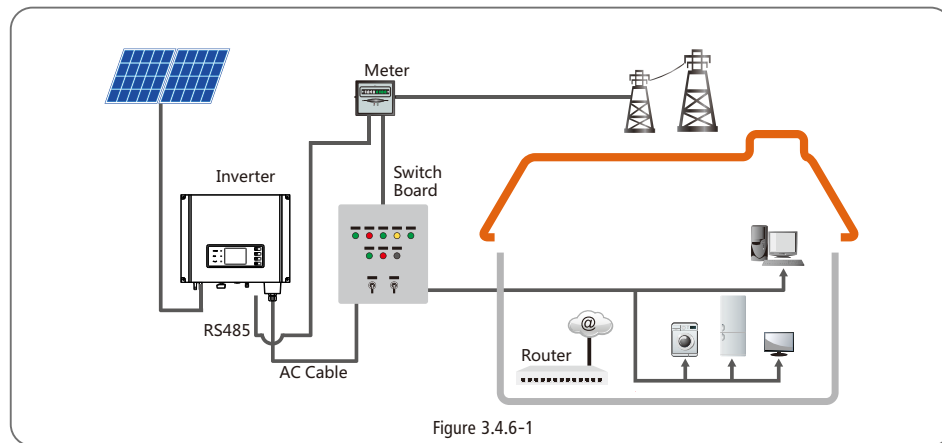 Meter
Switch
Board
Inverter
RS485
@
Router
AC Cable
Figure 3.4.6-1